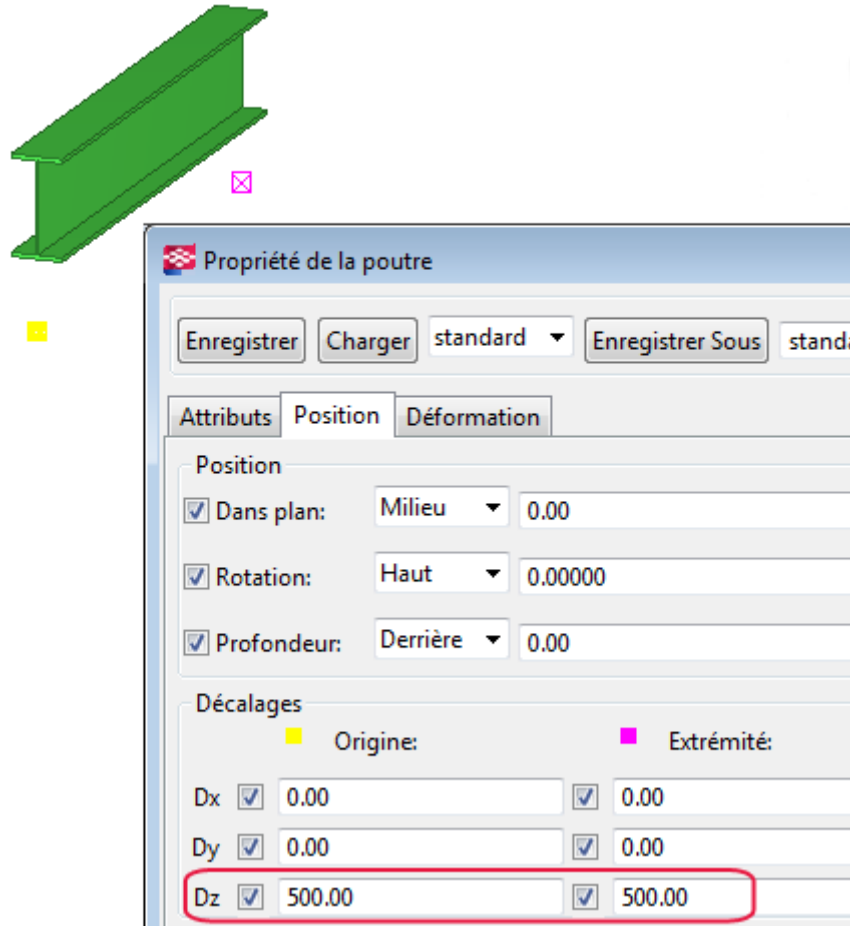 Propriété de la poutre
Enregistrer Charger standard Enregistrer Sous
Attributs Position Déformation
Position
Dans plan: Milieu 0.00
Rotation: Haut 0.00000
Profondeur: Derrière 0.00
Décalages
Origine: Extrémité:
Dx 0.00 0.00
Dy 0.00 0.00
Dz 500.00 500.00